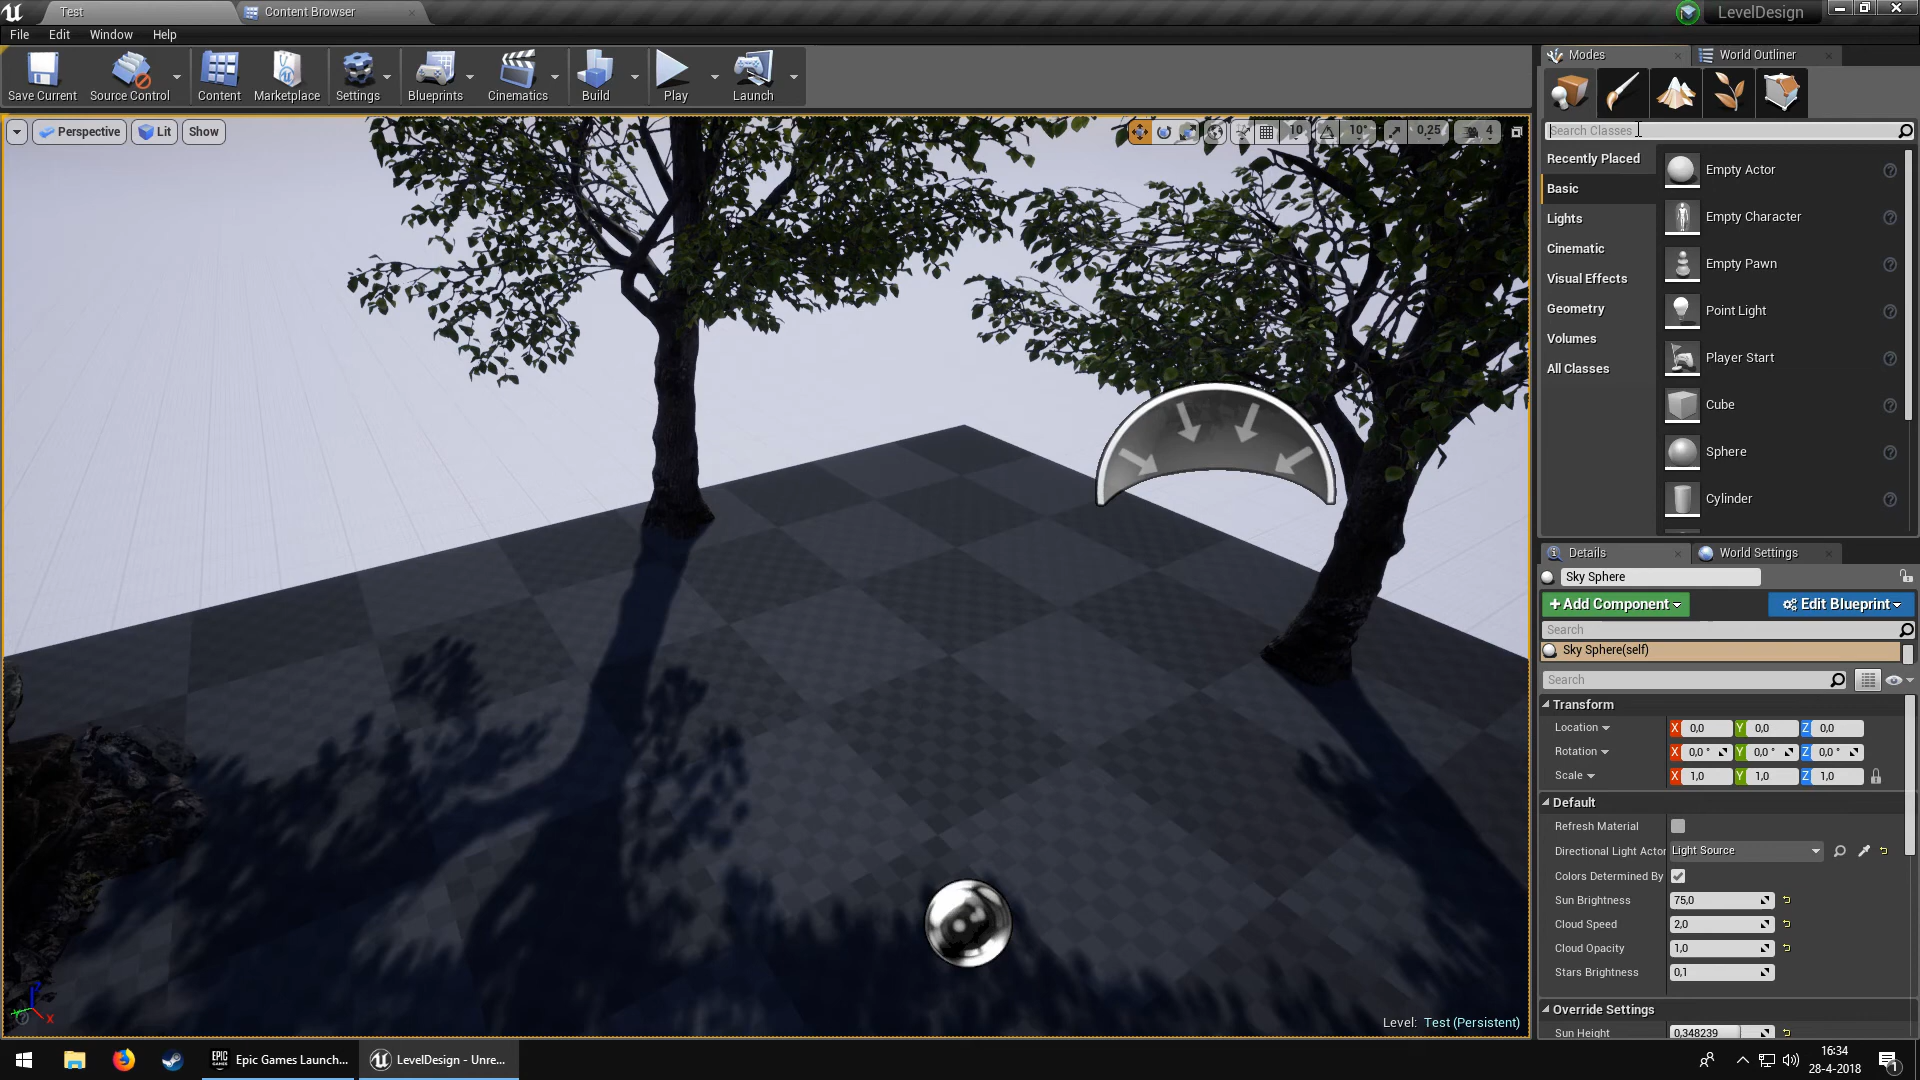 Test
Content Browser
LevelDesign
File Edit Window Help
Save Current
Source Control
Content
Marketplace
Settings
Blueprints
Cinematics
Build
Play
Launch
Perspective
Lit
Show
10
10°
0,25
4
Level: Test (Persistent)
Modes
World Outliner
Search Classes
Recently Placed
Basic
Lights
Cinematic
Visual Effects
Geometry
Volumes
All Classes
Empty Actor
Empty Character
Empty Pawn
Point Light
Player Start
Cube
Sphere
Cylinder
Details
World Settings
Sky Sphere
+Add Component
Edit Blueprint
Search
Sky Sphere(self)
Search
Transform
Location X 0,0 Y 0,0 Z 0,0
Rotation X 0,0 ° Y 0,0 ° Z 0,0 °
Scale X 1,0 Y 1,0 Z 1,0
Default
Refresh Material
Directional Light Actor Light Source
Colors Determined By
Sun Brightness 75,0
Cloud Speed 2,0
Cloud Opacity 1,0
Stars Brightness 0,1
Override Settings
Sun Height 0,348239
EPIC GAMES
Epic Games Launch...
LevelDesign - Unre...
16:34
28-4-2018
1